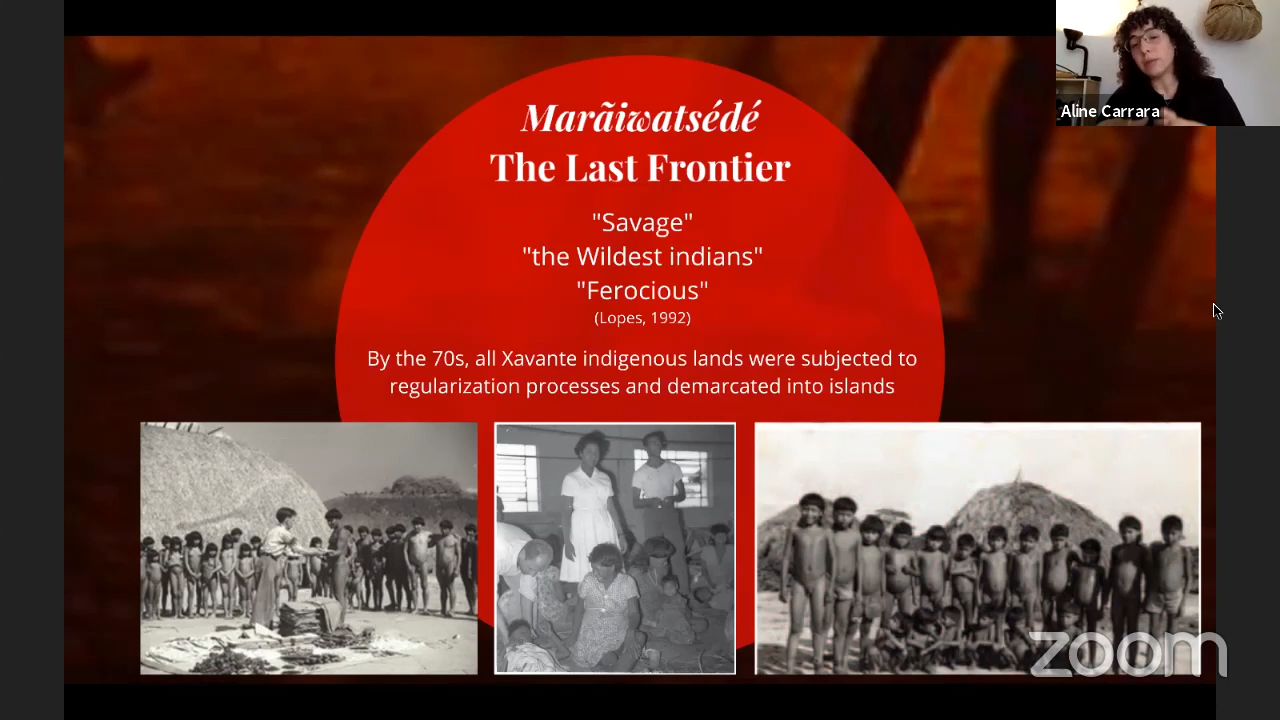 Marãiwatsédé
The Last Frontier
"Savage"
"the Wildest indians"
"Ferocious"
(Lopes, 1992)
By the 70s, all Xavante indigenous lands were subjected to
regularization processes and demarcated into islands
Aline Carrara
zoom